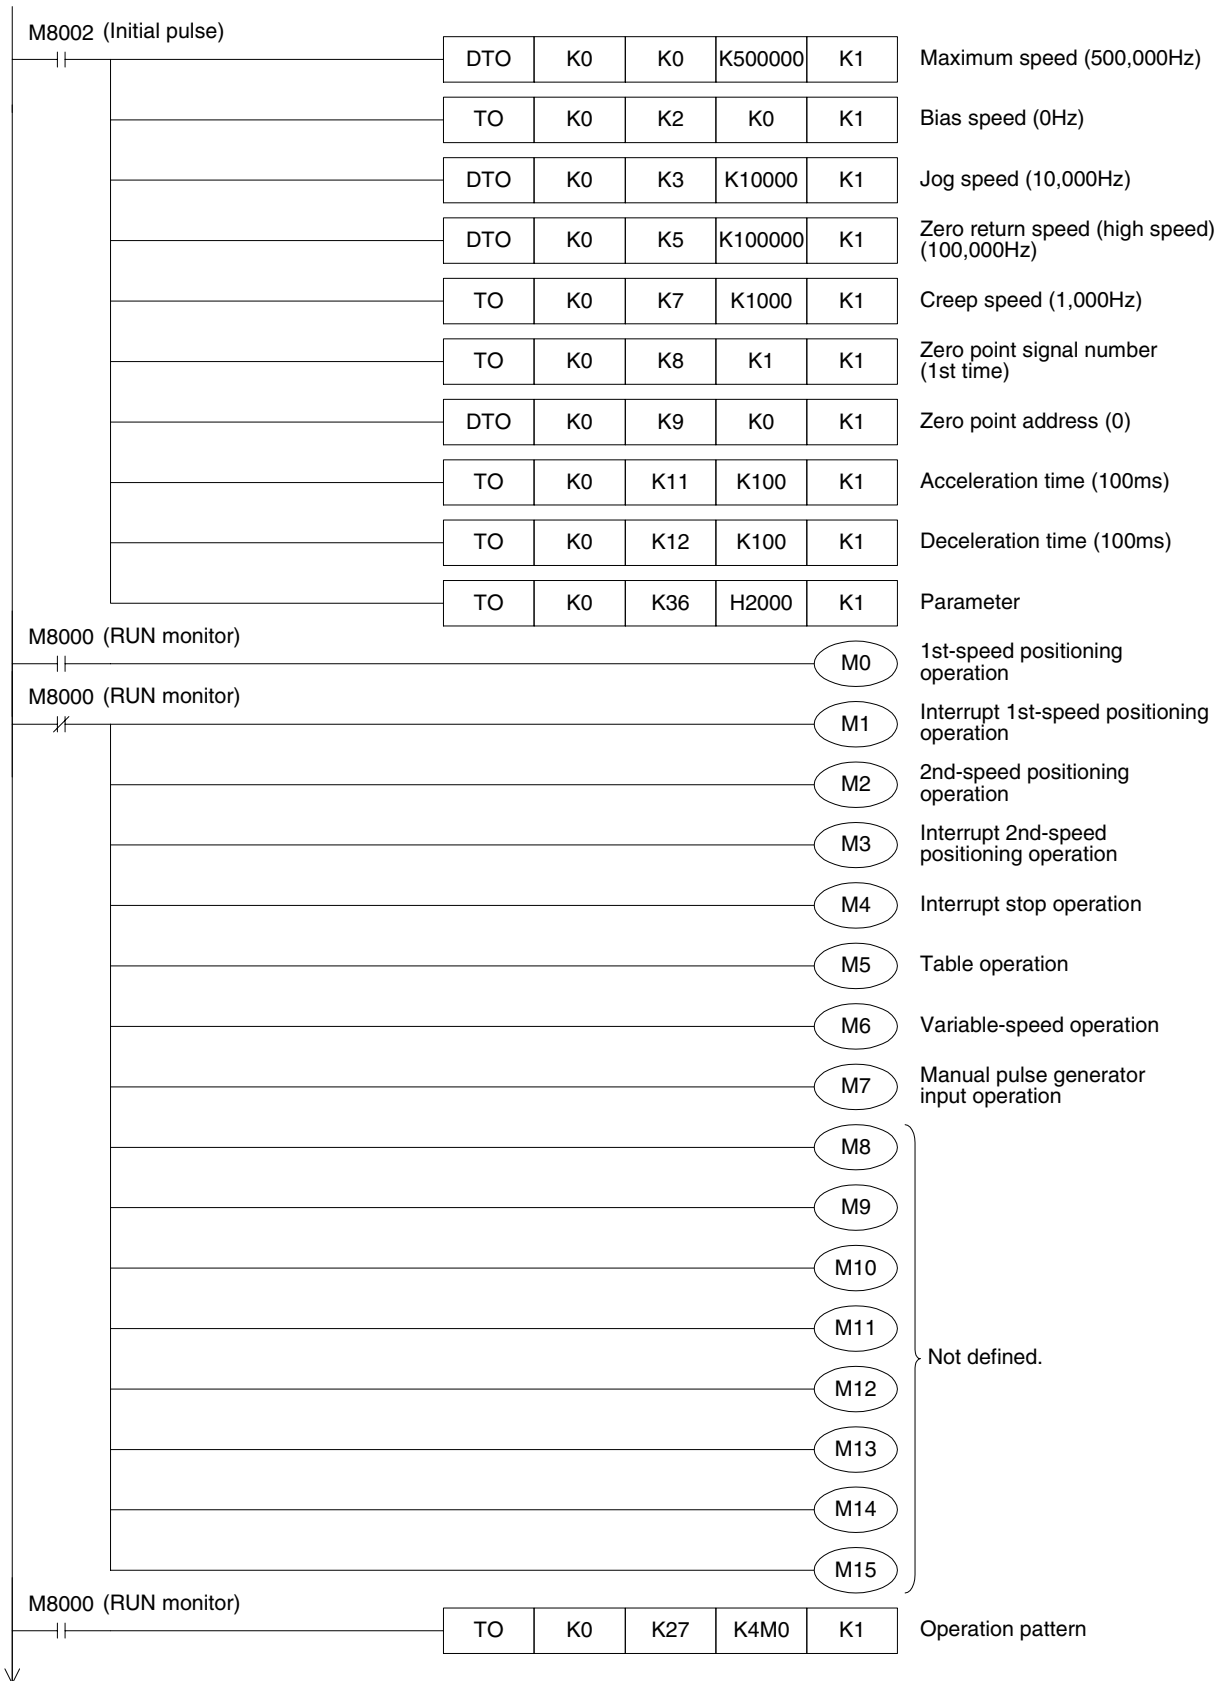 M8002 (Initial pulse)
DTO K0 K0 K500000 K1 Maximum speed (500,000Hz)
TO K0 K2 K0 K1 Bias speed (0Hz)
DTO K0 K3 K10000 K1 Jog speed (10,000Hz)
DTO K0 K5 K100000 K1 Zero return speed (high speed)
(100,000Hz)
TO K0 K7 K1000 K1 Creep speed (1,000Hz)
TO K0 K8 K1 K1 Zero point signal number
(1st time)
DTO K0 K9 K0 K1 Zero point address (0)
TO K0 K11 K100 K1 Acceleration time (100ms)
TO K0 K12 K100 K1 Deceleration time (100ms)
TO K0 K36 H2000 K1 Parameter
M8000 (RUN monitor)
M0 1st-speed positioning
operation
M8000 (RUN monitor)
M1 Interrupt 1st-speed positioning
operation
M2 2nd-speed positioning
operation
M3 Interrupt 2nd-speed
positioning operation
M4 Interrupt stop operation
M5 Table operation
M6 Variable-speed operation
M7 Manual pulse generator
input operation
M8
M9
M10
M11
Not defined.
M12
M13
M14
M15
M8000 (RUN monitor)
TO K0 K27 K4M0 K1 Operation pattern